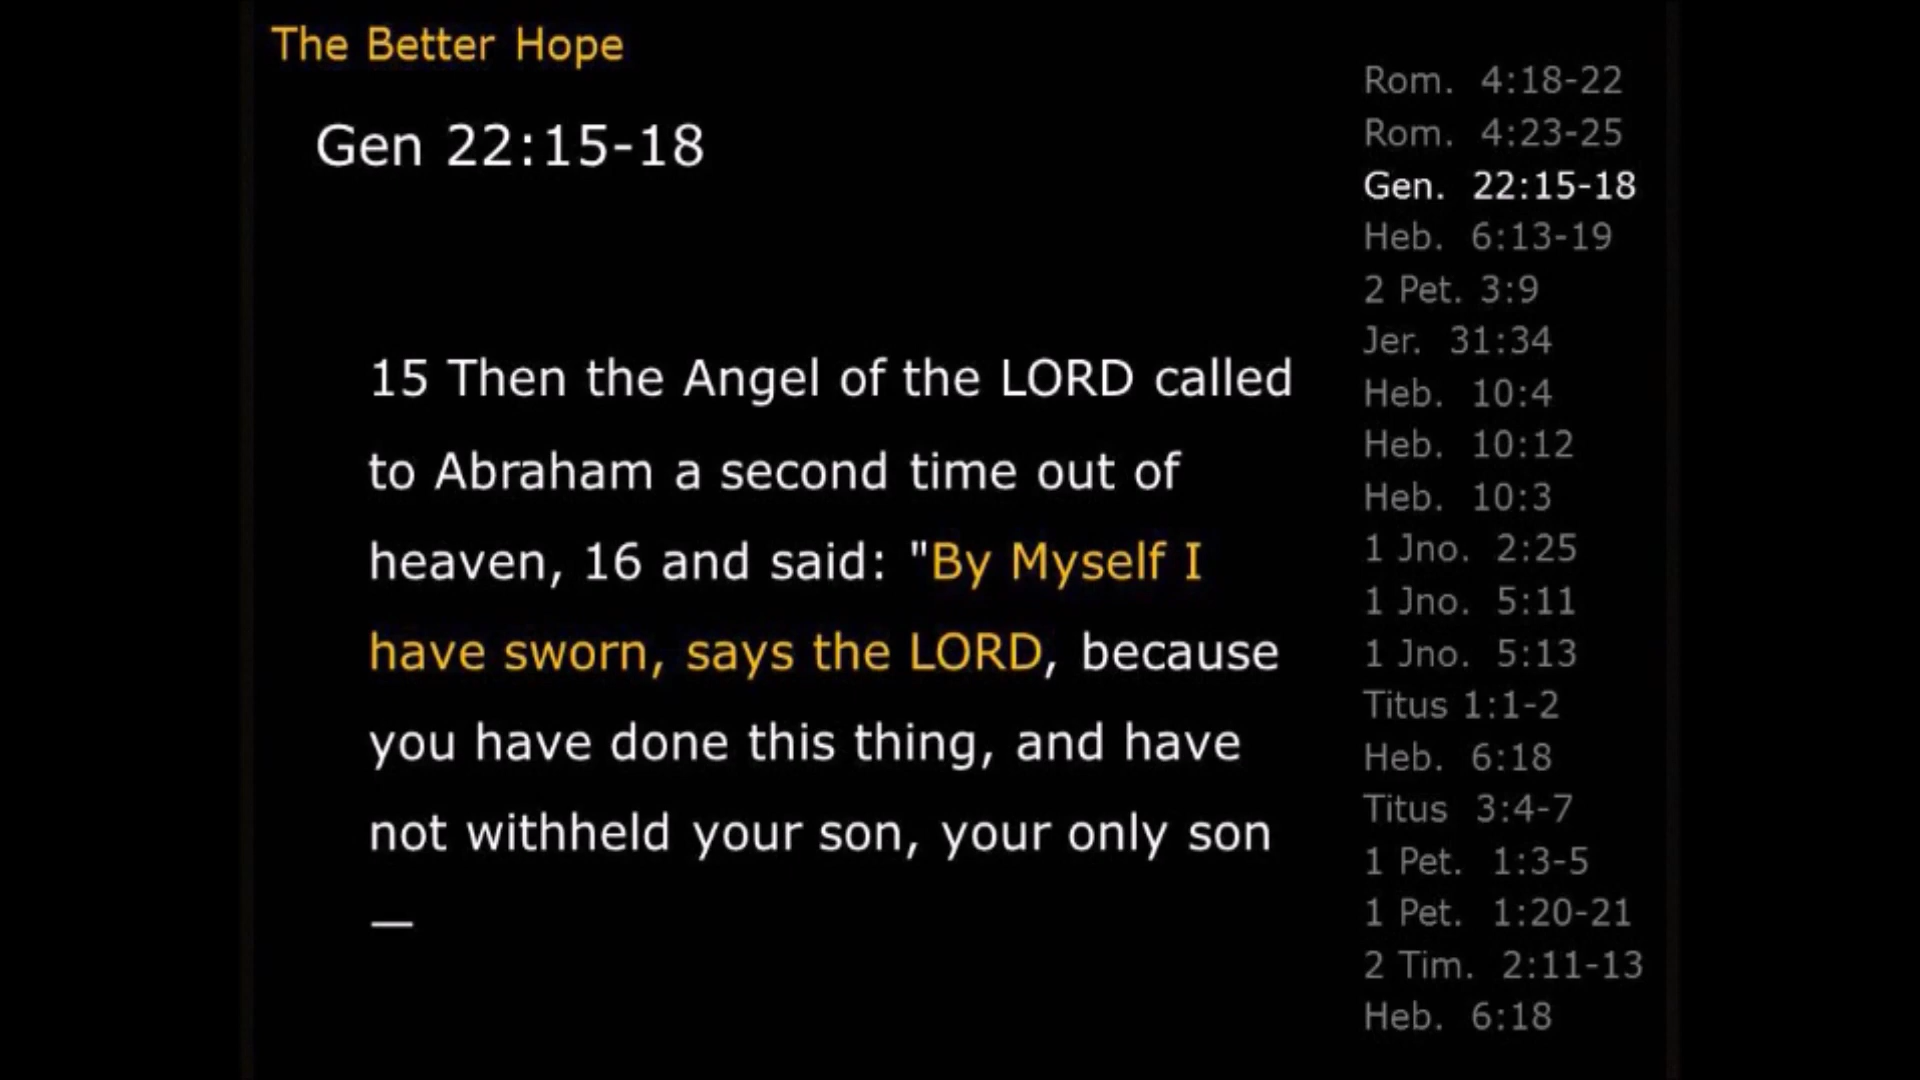 The Better Hope
Gen 22:15-18
15 Then the Angel of the LORD called
to Abraham a second time out of
heaven, 16 and said: "By Myself I
have sworn, says the LORD, because
you have done this thing, and have
not withheld your son, your only son
—
Rom. 4:18-22
Rom. 4:23-25
Gen. 22:15-18
Heb. 6:13-19
2 Pet. 3:9
Jer. 31:34
Heb. 10:4
Heb. 10:12
Heb. 10:3
1 Jno. 2:25
1 Jno. 5:11
1 Jno. 5:13
Titus 1:1-2
Heb. 6:18
Titus 3:4-7
1 Pet. 1:3-5
1 Pet. 1:20-21
2 Tim. 2:11-13
Heb. 6:18